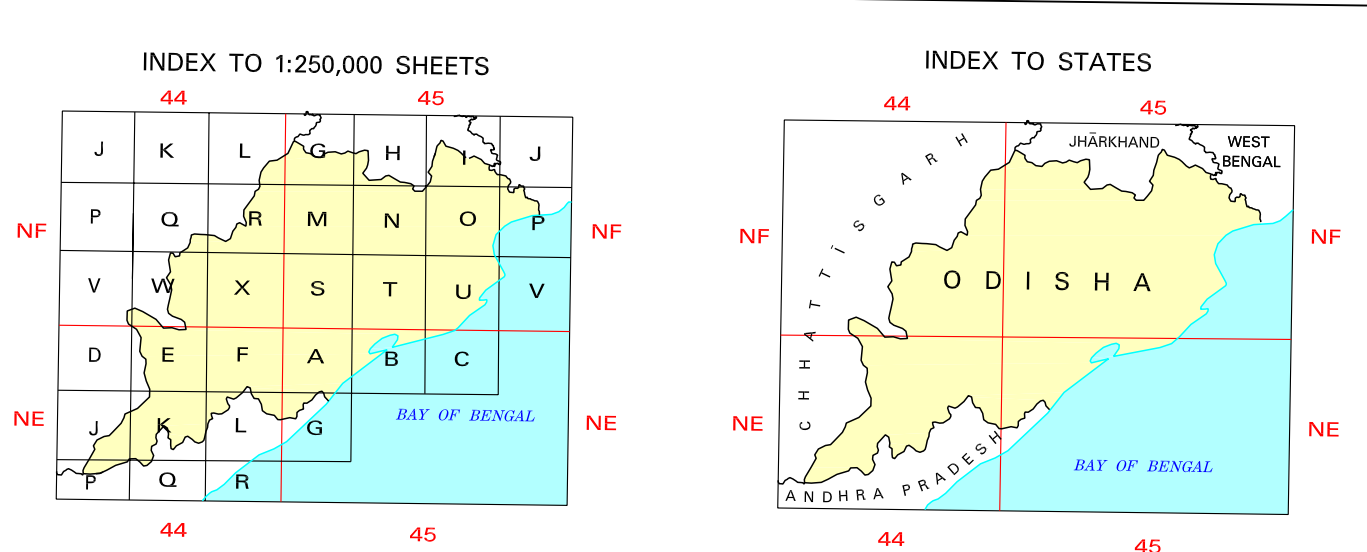 INDEX TO 1:250,000 SHEETS
44 45
J K L G H I J
P Q R M N O P
NF NF
V W X S T U V
D E F A B C
BAY OF BENGAL
NE NE
J K L G
P Q R
44 45
INDEX TO STATES
44 45
JHĀRKHAND
WEST
BENGAL
CHHATTĪSGARH
NF NF
ODISHA
NE NE
BAY OF BENGAL
ANDHRA PRADESH
44 45